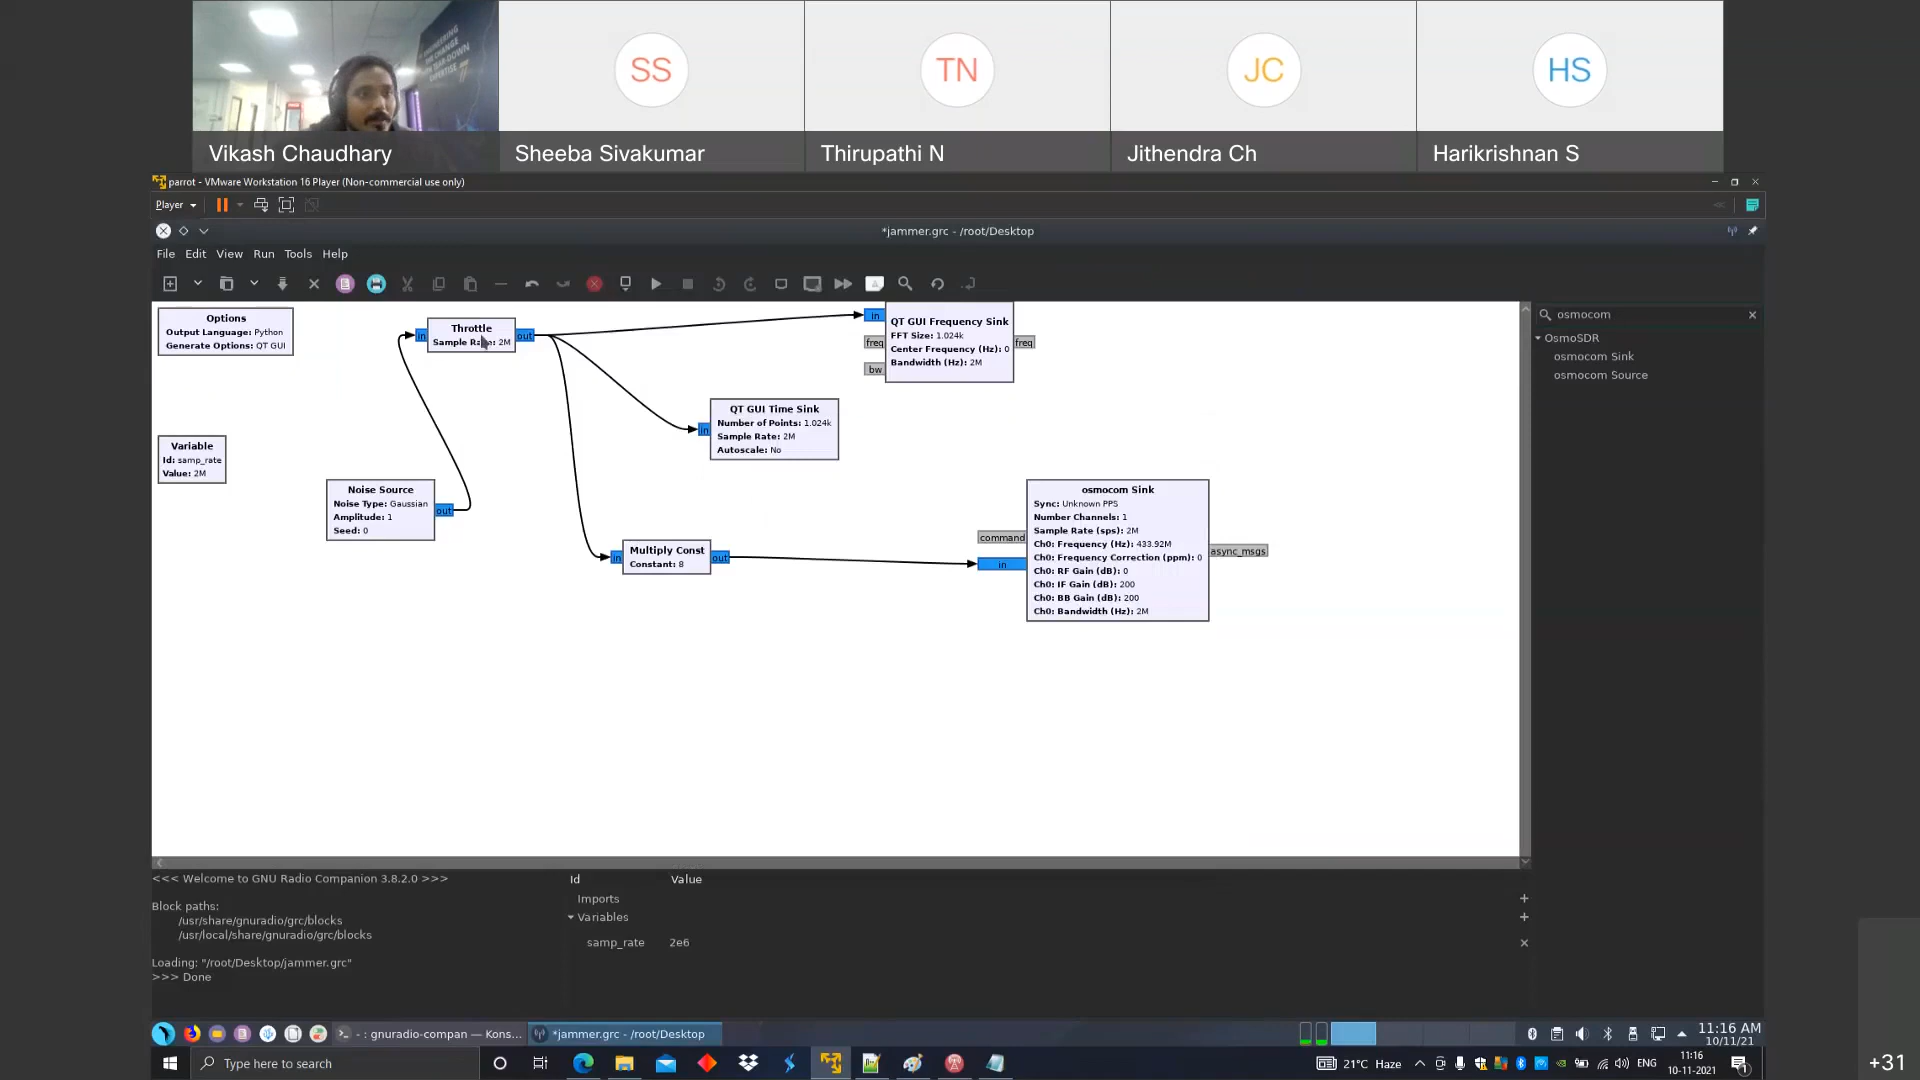 SS
TN
JC
HS
Vikash Chaudhary
Sheeba Sivakumar
Thirupathi N
Jithendra Ch
Harikrishnan S
parrot - VMware Workstation 16 Player (Non-commercial use only)
Player
*jammer.grc - /root/Desktop
File Edit View Run Tools Help
Options
Output Language: Python
Generate Options: QT GUI
Throttle
in
out
QT GUI Frequency Sink
FFT Size: 1.024k
Center Frequency (Hz): 0
Bandwidth (Hz): 2M
in
freq
bw
freq
QT GUI Time Sink
Number of Points: 1.024k
Sample Rate: 2M
Autoscale: No
in
Variable
Id: samp_rate
Value: 2M
Noise Source
Noise Type: Gaussian
Amplitude: 1
Seed: 0
out
Multiply Const
Constant: 8
in
out
osmocom Sink
Sync: Unknown PPS
Number Channels: 1
Sample Rate (sps): 2M
Ch0: Frequency (Hz): 433.92M
Ch0: Frequency Correction (ppm): 0
Ch0: RF Gain (dB): 0
Ch0: IF Gain (dB): 200
Ch0: BB Gain (dB): 200
Ch0: Bandwidth (Hz): 2M
command
in
async_msgs
osmocom
OsmoSDR
osmocom Sink
osmocom Source
<<< Welcome to GNU Radio Companion 3.8.2.0 >>>
Block paths:
/usr/share/gnuradio/grc/blocks
/usr/local/share/gnuradio/grc/blocks
Loading: "/root/Desktop/jammer.grc"
>>> Done
Id Value
Imports
Variables
samp_rate 2e6
- : gnuradio-compan — Kons...
*jammer.grc - /root/Desktop
11:16 AM
10/11/21
Type here to search
21°C Haze
ENG
11:16
10-11-2021
+31